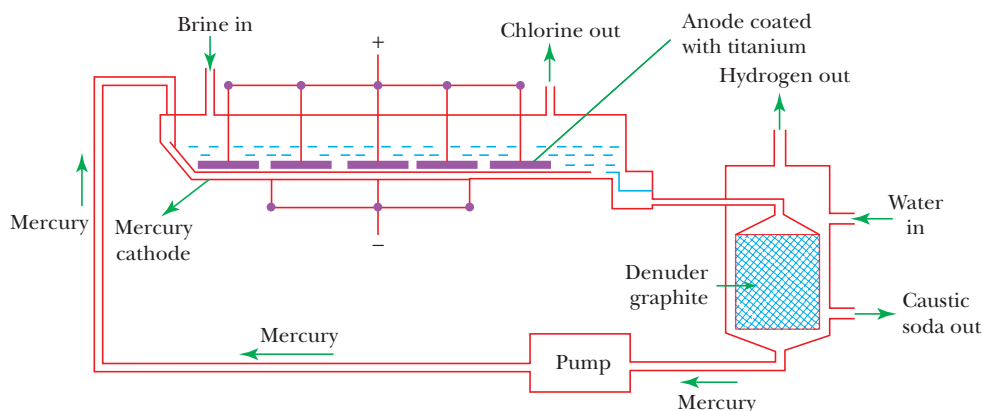 Brine in
+
Chlorine out
Anode coated
with titanium
Hydrogen out
Mercury
Mercury
cathode
−
Water
in
Denuder
graphite
Caustic
soda out
Mercury
Pump
Mercury